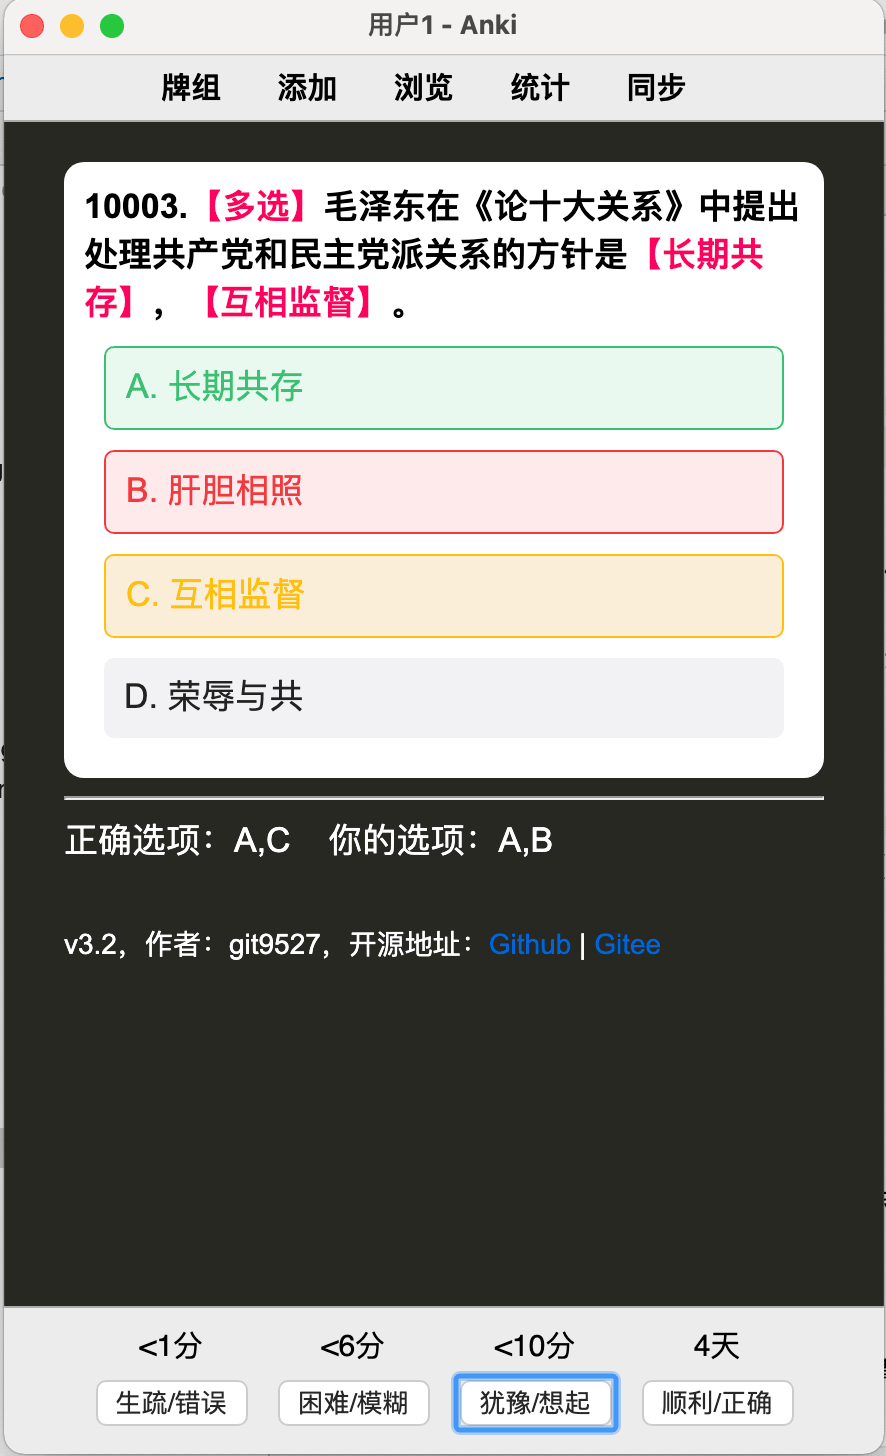 用户1 - Anki
牌组 添加 浏览 统计 同步
10003.【多选】毛泽东在《论十大关系》中提出
处理共产党和民主党派关系的方针是【长期共
存】，【互相监督】。
A. 长期共存
B. 肝胆相照
C. 互相监督
D. 荣辱与共
正确选项：A,C 你的选项：A,B
v3.2，作者：git9527，开源地址：Github | Gitee
<1分 <6分 <10分 4天
生疏/错误 困难/模糊 犹豫/想起 顺利/正确